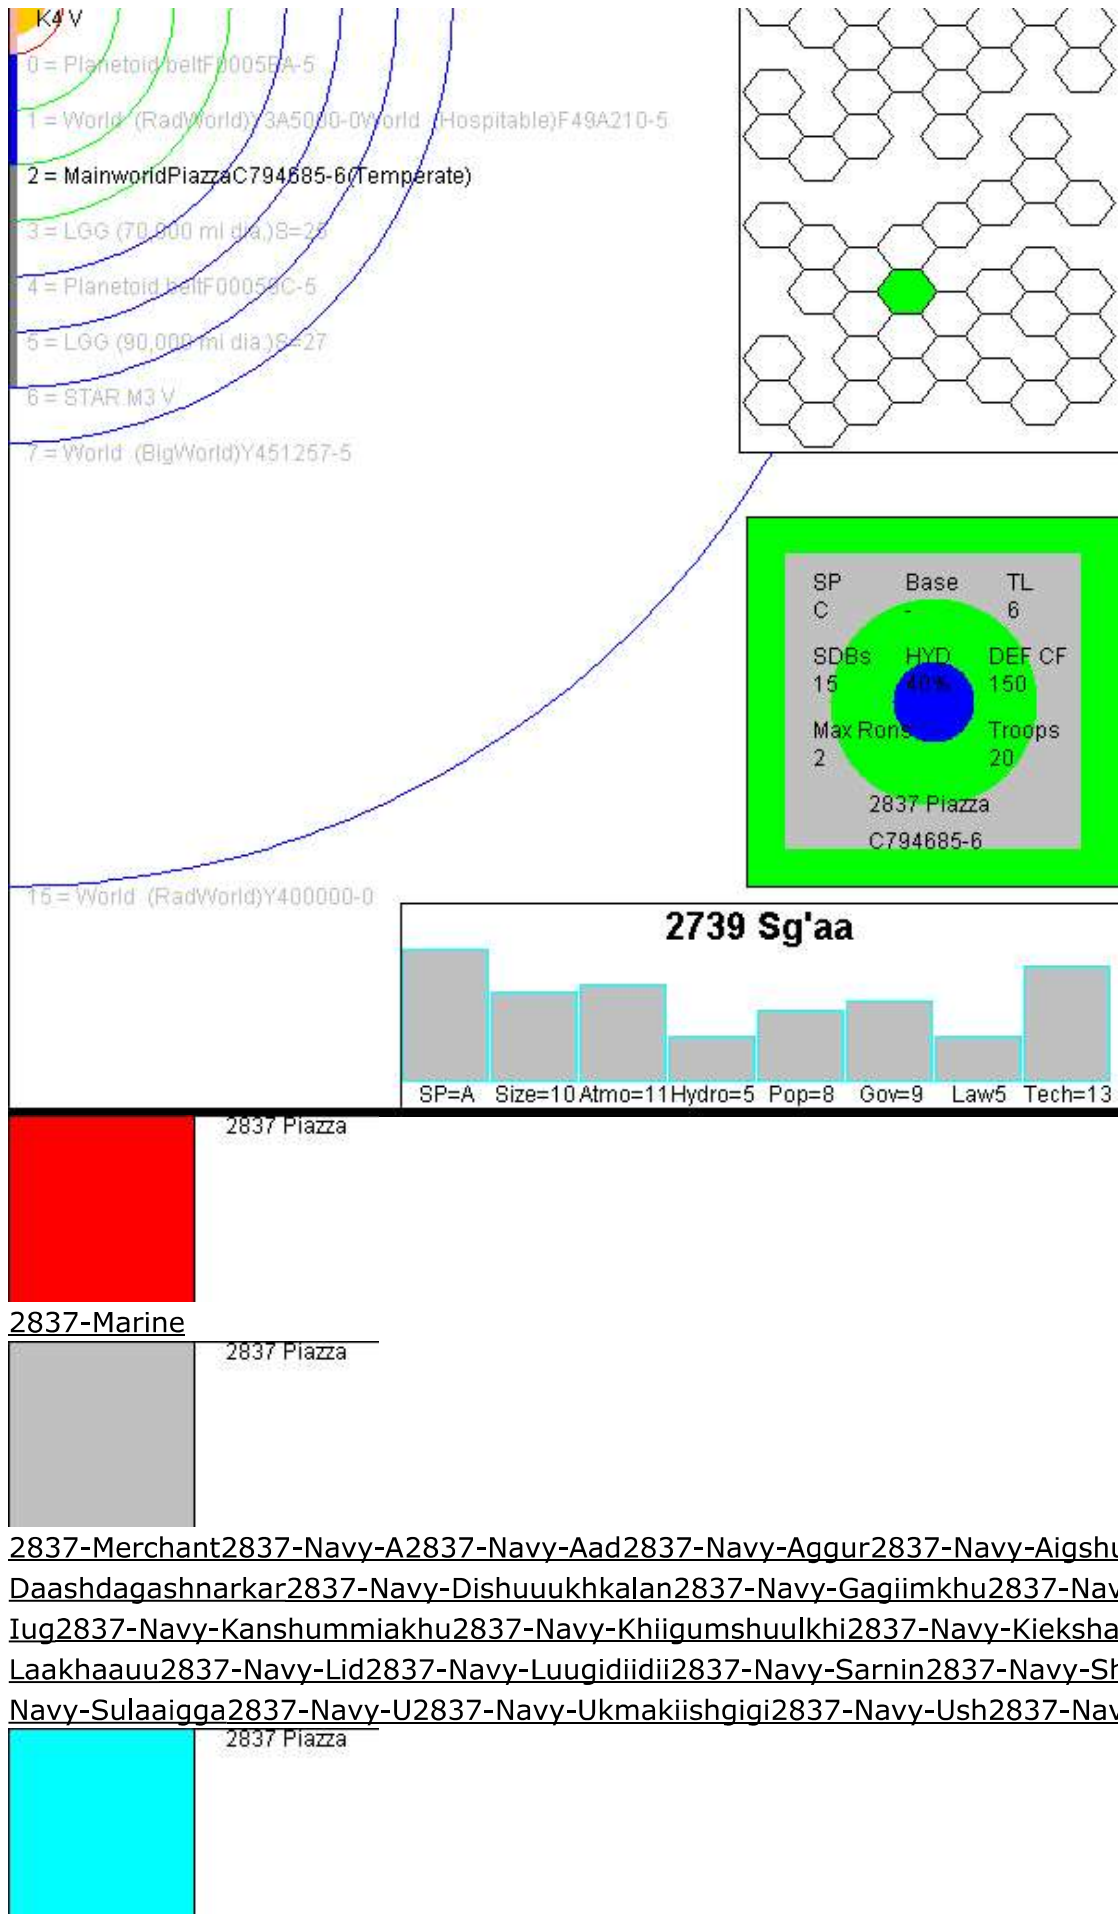 K4 V
0 = Planetoid beltF0005BA-5
1 = World (RadWorld)Y3A5000-0World (Hospitable)F49A210-5
2 = MainworldPiazzaC794685-6(Temperate)
3 = LGG (70,000 mi dia.)S=26
4 = Planetoid beltF00059C-5
5 = LGG (90,000 mi dia.)S=27
6 = STAR M3 V
7 = World (BigWorld)Y451257-5
SP Base TL
C - 6
SDBs HYD DEF CF
15 40% 150
Max Rons Troops
2 20
2837 Piazza
C794685-6
15 = World (RadWorld)Y400000-0
2739 Sg'aa
SP=A Size=10 Atmo=11 Hydro=5 Pop=8 Gov=9 Law5 Tech=13
2837 Piazza
2837-Marine
2837 Piazza
2837-Merchant2837-Navy-A2837-Navy-Aad2837-Navy-Aggur2837-Navy-Aigshu
Daashdagashnarkar2837-Navy-Dishuuukhkalan2837-Navy-Gagiimkhu2837-Nav
Iug2837-Navy-Kanshummiakhu2837-Navy-Khiigumshuulkhi2837-Navy-Kieksha
Laakhaauu2837-Navy-Lid2837-Navy-Luugidiidii2837-Navy-Sarnin2837-Navy-Sh
Navy-Sulaaigga2837-Navy-U2837-Navy-Ukmakiishgigi2837-Navy-Ush2837-Nav
2837 Piazza